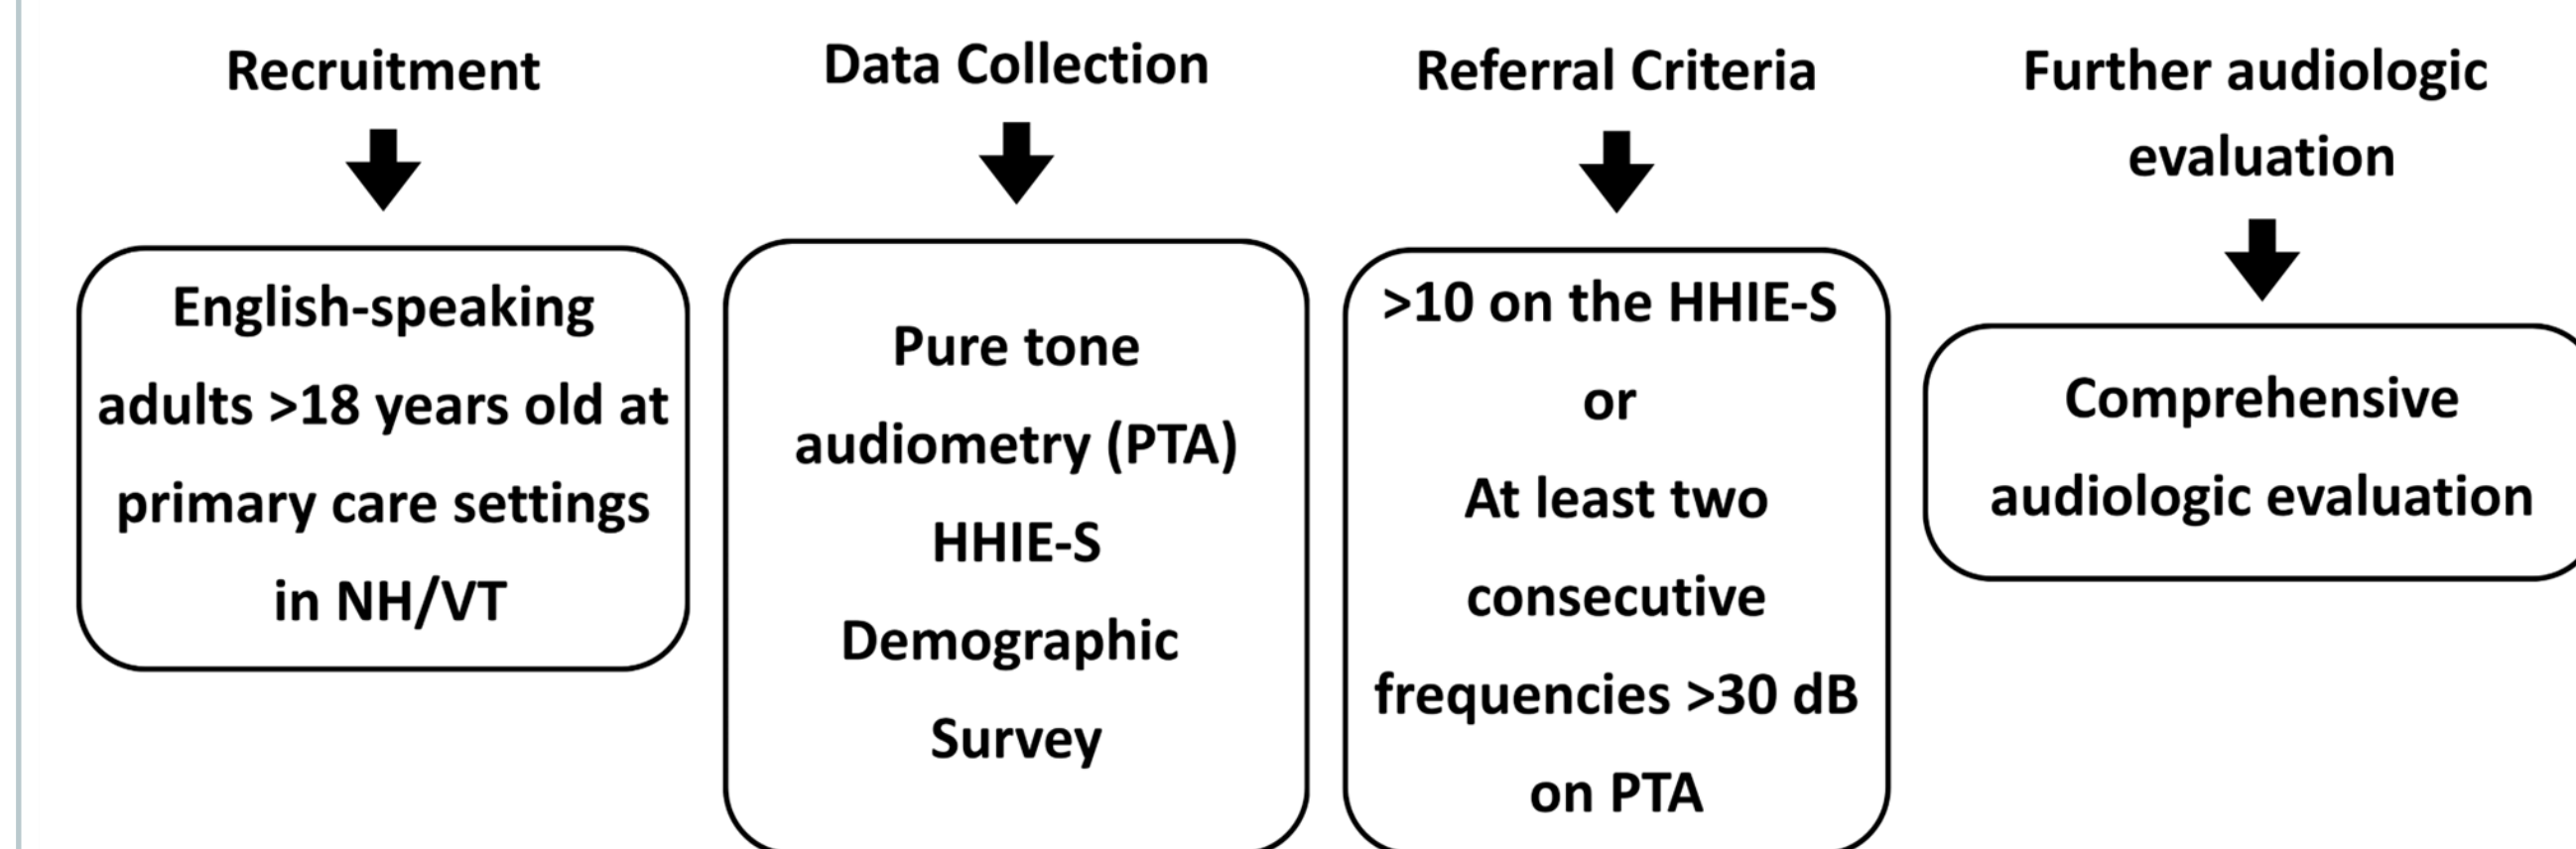 Recruitment
English-speaking
adults >18 years old at
primary care settings
in NH/VT
Data Collection
Pure tone
audiometry (PTA)
HHIE-S
Demographic
Survey
Referral Criteria
>10 on the HHIE-S
or
At least two
consecutive
frequencies >30 dB
on PTA
Further audiologic
evaluation
Comprehensive
audiologic evaluation